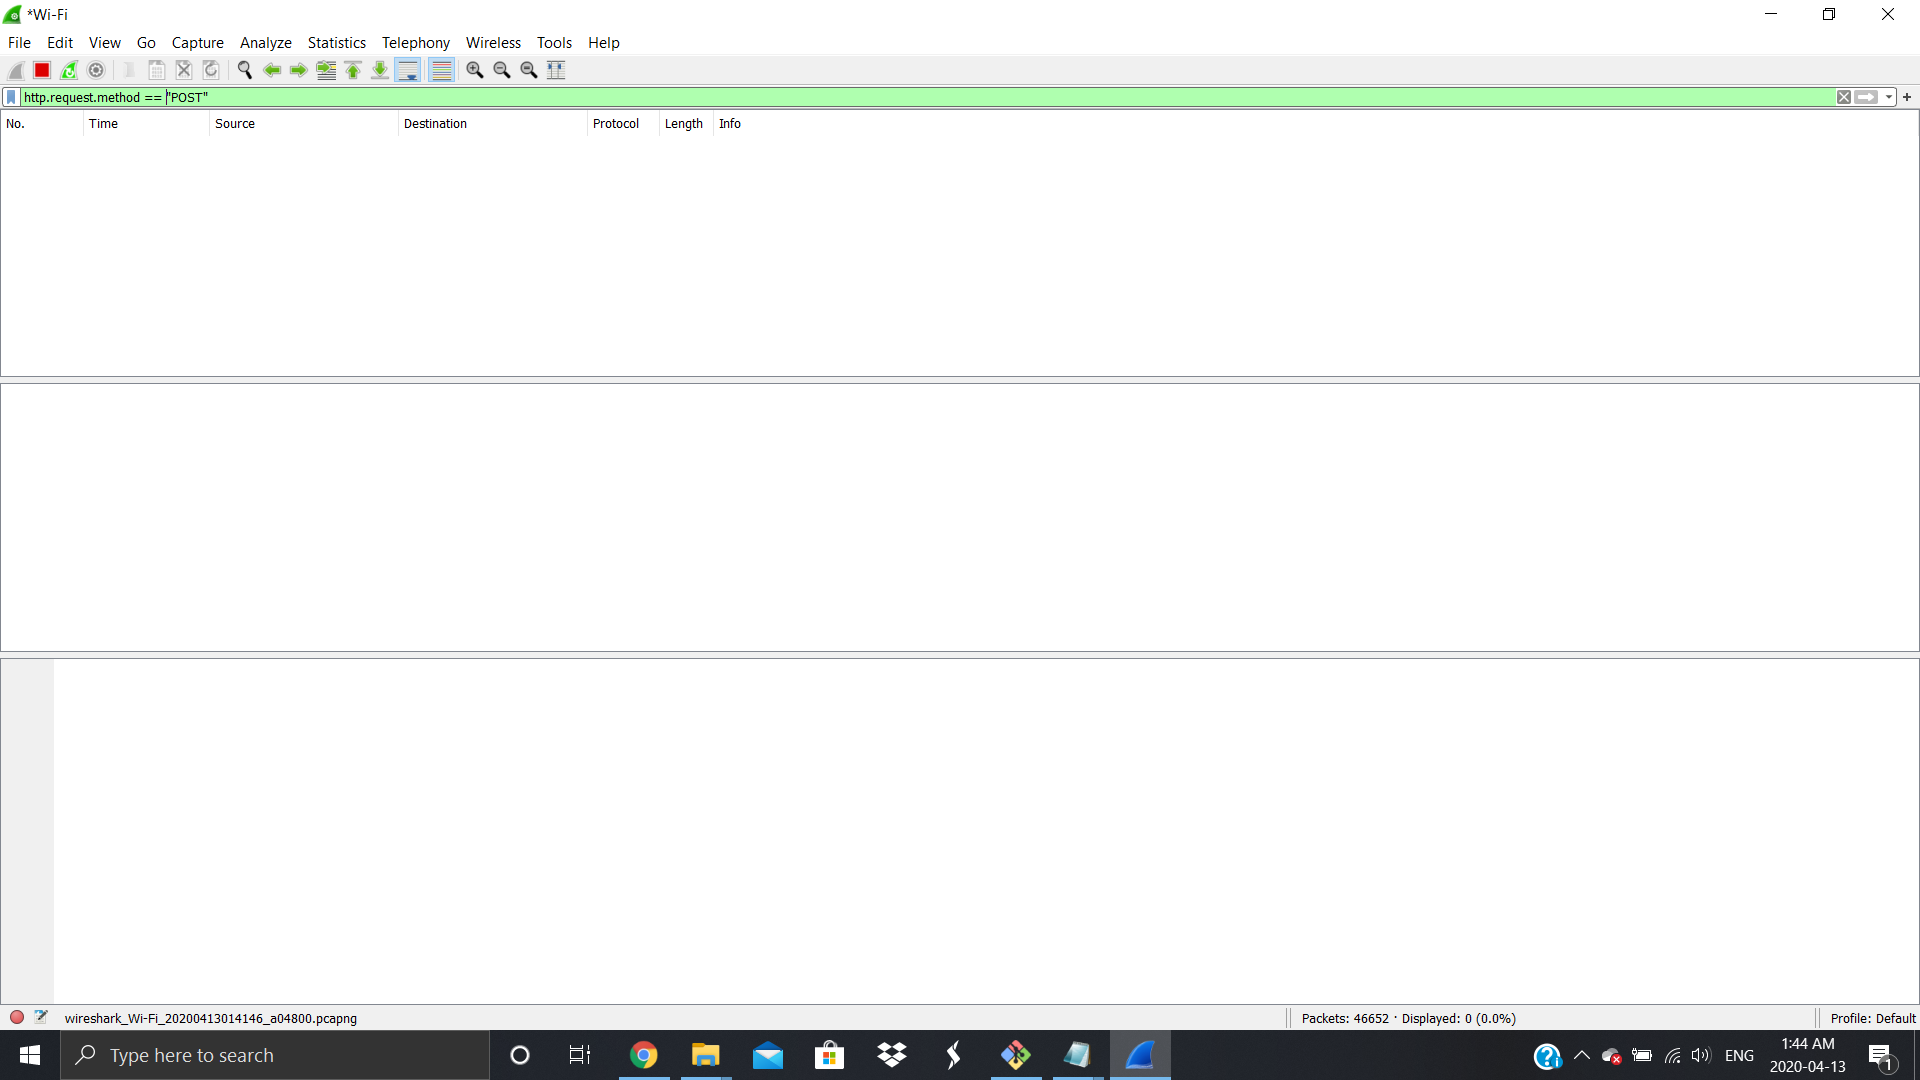 *Wi-Fi
File Edit View Go Capture Analyze Statistics Telephony Wireless Tools Help
http.request.method == "POST"
No. Time Source Destination Protocol Length Info
wireshark_Wi-Fi_20200413014146_a04800.pcapng Packets: 46652 · Displayed: 0 (0.0%) Profile: Default
Type here to search
ENG
1:44 AM
2020-04-13
1